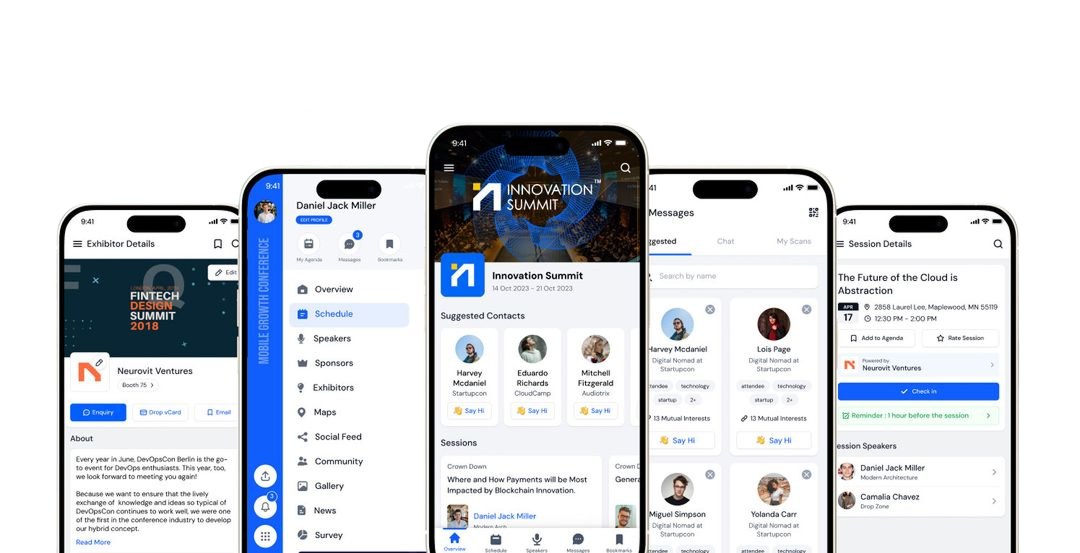 9:41
Exhibitor Details
Edit
LONDON, APRIL, 2018
FINTECH
DESIGN
SUMMIT
2018
Neurovit Ventures
Booth 75
Enquiry
Drop vCard
Email
About
Every year in June, DevOpsCon Berlin is the go-
to event for DevOps enthusiasts. This year, too,
we look forward to meeting you again!
Because we want to ensure that the lively
exchange of knowledge and ideas so typical of
DevOpsCon continues to work well, we were one
of the first in the conference industry to develop
our hybrid concept.
Read More
9:41
MOBILE GROWTH CONFERENCE
3
Daniel Jack Miller
EDIT PROFILE
3
My Agenda
Messages
Bookmarks
Overview
Schedule
Speakers
Sponsors
Exhibitors
Maps
Social Feed
Community
Gallery
News
Survey
9:41
INNOVATION
SUMMIT
TM
Innovation Summit
14 Oct 2023 - 21 Oct 2023
Suggested Contacts
Harvey
Mcdaniel
Startupcon
Say Hi
Eduardo
Richards
CloudCamp
Say Hi
Mitchell
Fitzgerald
Audiotrix
Say Hi
Sessions
Crown Down
Where and How Payments will be Most
Impacted by Blockchain Innovation.
Daniel Jack Miller
Modern Arch
Crown
Genera
Overview
Schedule
Speakers
Messages
Bookmarks
:41
Messages
ggested
Chat
My Scans
Search by name
Harvey Mcdaniel
Digital Nomad at
Startupcon
attendee
technology
startup
2+
13 Mutual Interests
Say Hi
Lois Page
Digital Nomad at
Startupcon
attendee
technology
startup
2+
13 Mutual Interests
Say Hi
Miguel Simpson
Digital Nomad at
Startupcon
Yolanda Carr
Digital Nomad at
Startupcon
9:41
Session Details
The Future of the Cloud is
Abstraction
APR
17
2858 Laurel Lee, Maplewood, MN 55119
12:30 PM - 2:00 PM
Add to Agenda
Rate Session
Powered by
Neurovit Ventures
Check in
Reminder : 1 hour before the session
ession Speakers
Daniel Jack Miller
Modern Architecture
Camalia Chavez
Drop Zone